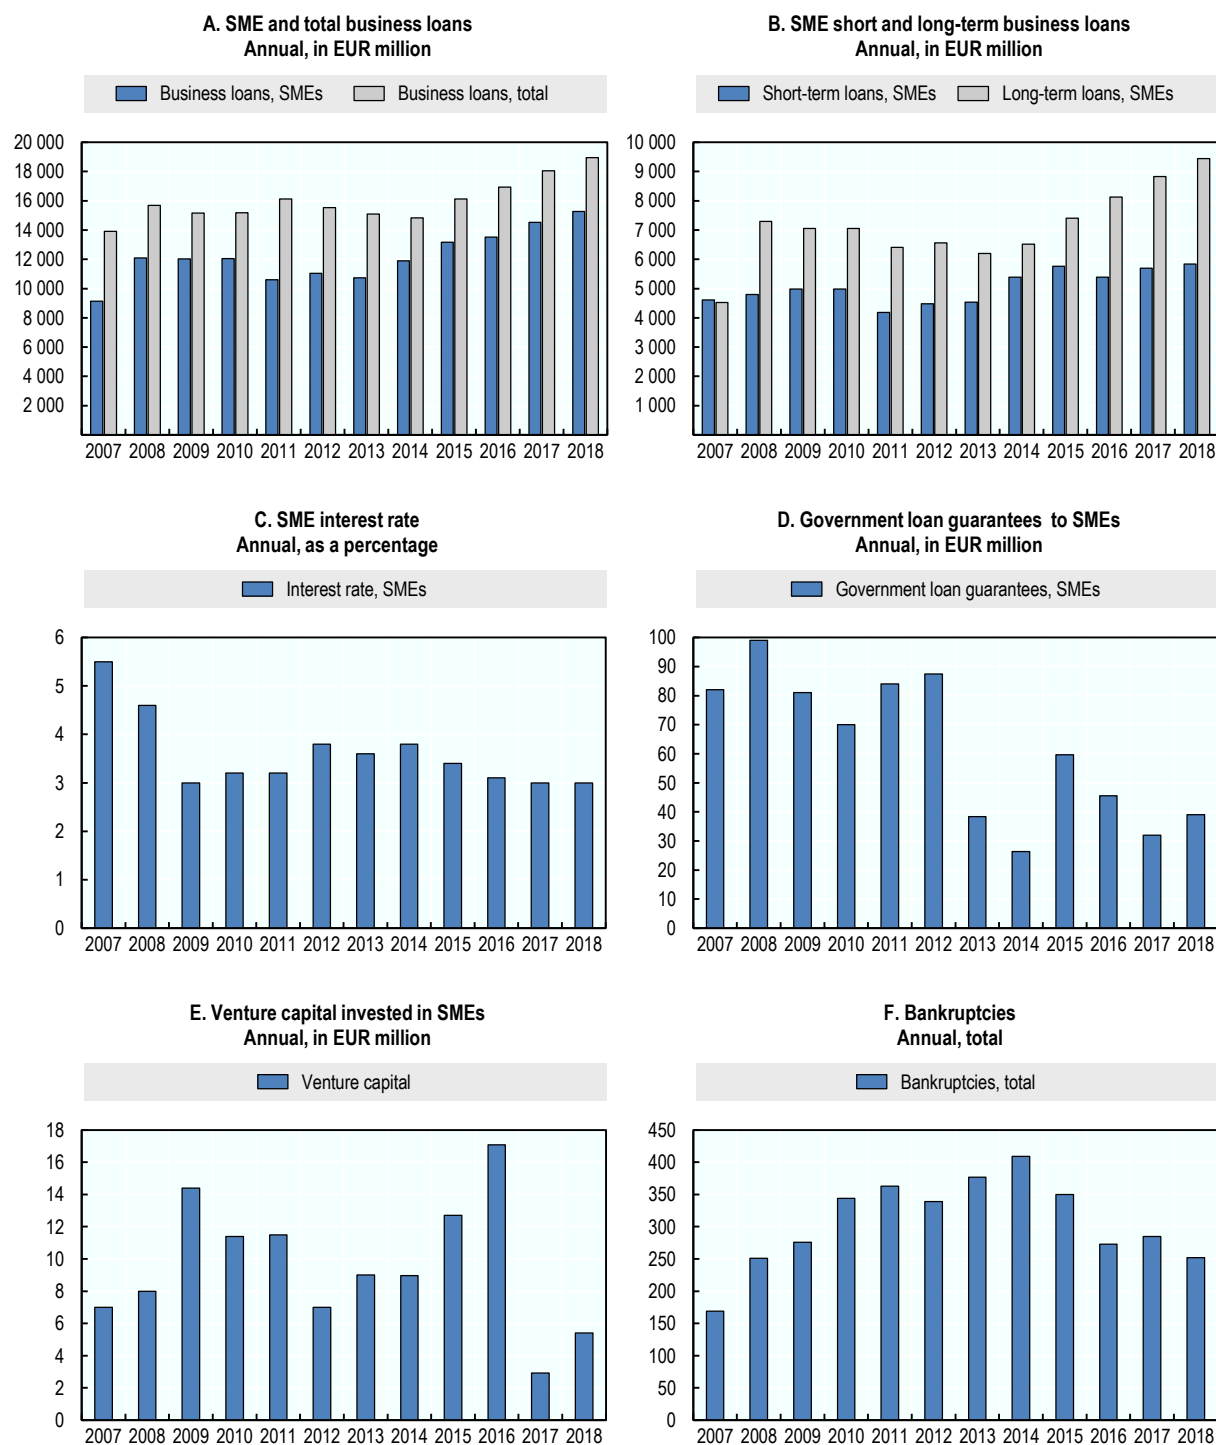 A. SME and total business loans
Annual, in EUR million
Business loans, SMEs Business loans, total
20 000
18 000
16 000
14 000
12 000
10 000
8 000
6 000
4 000
2 000
2007 2008 2009 2010 2011 2012 2013 2014 2015 2016 2017 2018
B. SME short and long-term business loans
Annual, in EUR million
Short-term loans, SMEs Long-term loans, SMEs
10 000
9 000
8 000
7 000
6 000
5 000
4 000
3 000
2 000
1 000
2007 2008 2009 2010 2011 2012 2013 2014 2015 2016 2017 2018
C. SME interest rate
Annual, as a percentage
Interest rate, SMEs
6
5
4
3
2
1
0
2007 2008 2009 2010 2011 2012 2013 2014 2015 2016 2017 2018
D. Government loan guarantees to SMEs
Annual, in EUR million
Government loan guarantees, SMEs
100
90
80
70
60
50
40
30
20
10
0
2007 2008 2009 2010 2011 2012 2013 2014 2015 2016 2017 2018
E. Venture capital invested in SMEs
Annual, in EUR million
Venture capital
18
16
14
12
10
8
6
4
2
0
2007 2008 2009 2010 2011 2012 2013 2014 2015 2016 2017 2018
F. Bankruptcies
Annual, total
Bankruptcies, total
450
400
350
300
250
200
150
100
50
0
2007 2008 2009 2010 2011 2012 2013 2014 2015 2016 2017 2018